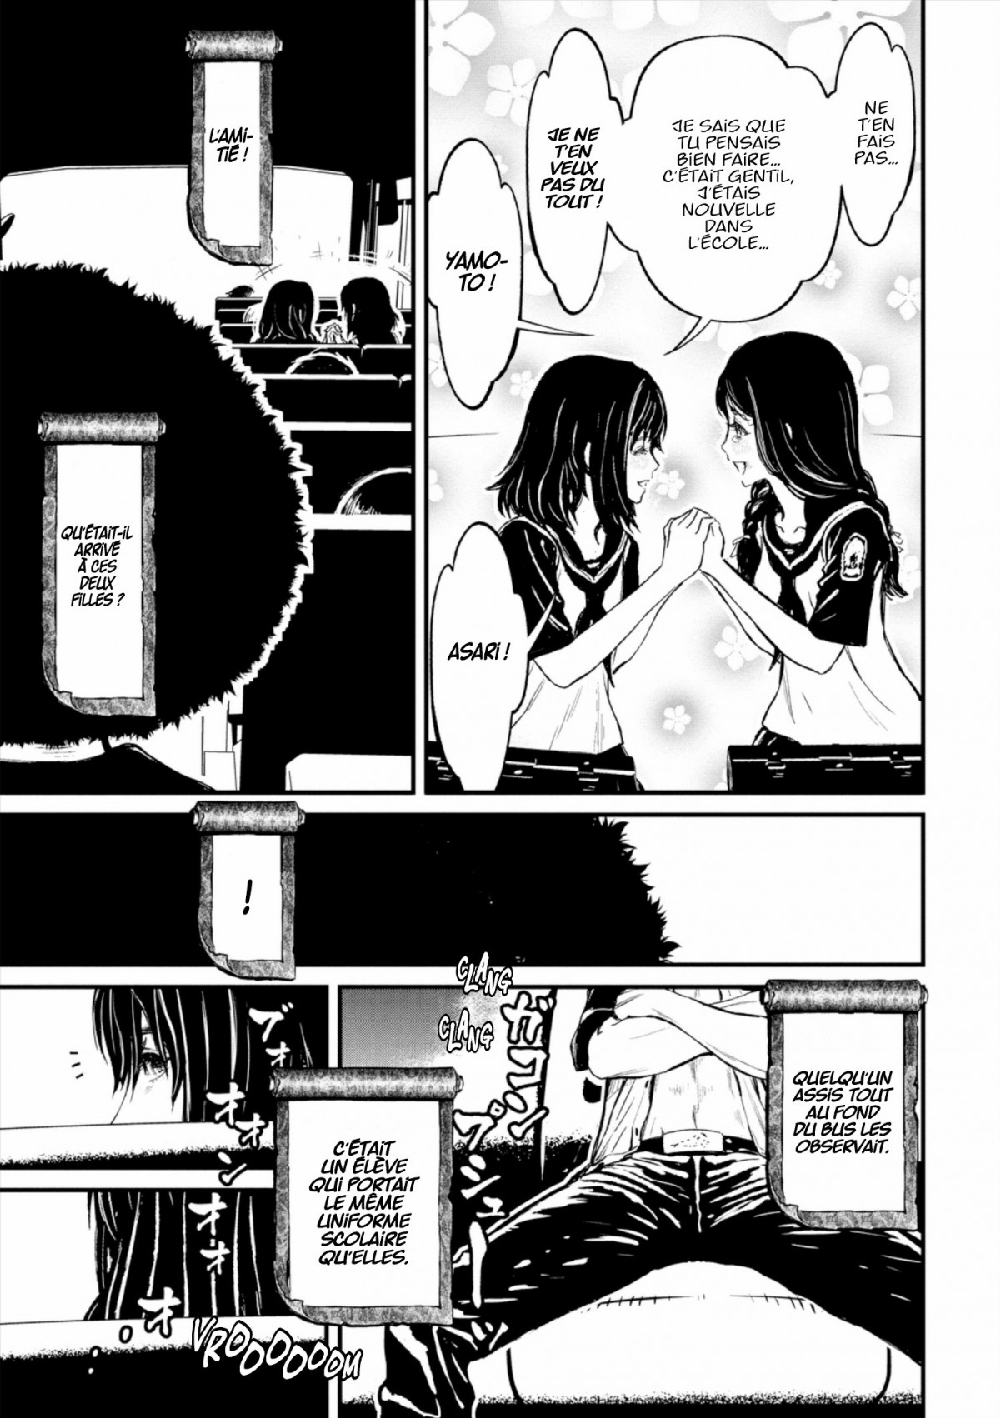 NE
T'EN
FAIS
PAS...
JE SAIS QUE
TU PENSAIS
BIEN FAIRE...
C'ÉTAIT GENTIL,
J'ÉTAIS
NOUVELLE
DANS
L'ÉCOLE...
JE NE
T'EN
VEUX
PAS DU
TOUT !
YAMO-
TO !
ASARI !
L'AMI-
TIÉ !
QU'ÉTAIT-IL
ARRIVÉ
À CES
DEUX
FILLES ?
!
QUELQU'UN
ASSIS TOUT
AU FOND
DU BUS LES
OBSERVAIT.
CLANG
CLANG
ガコン
プシュー
C'ÉTAIT
UN ÉLÈVE
QUI PORTAIT
LE MÊME
UNIFORME
SCOLAIRE
QU'ELLES.
ブオ
オオン
オオ
オ
VROOOOOOM